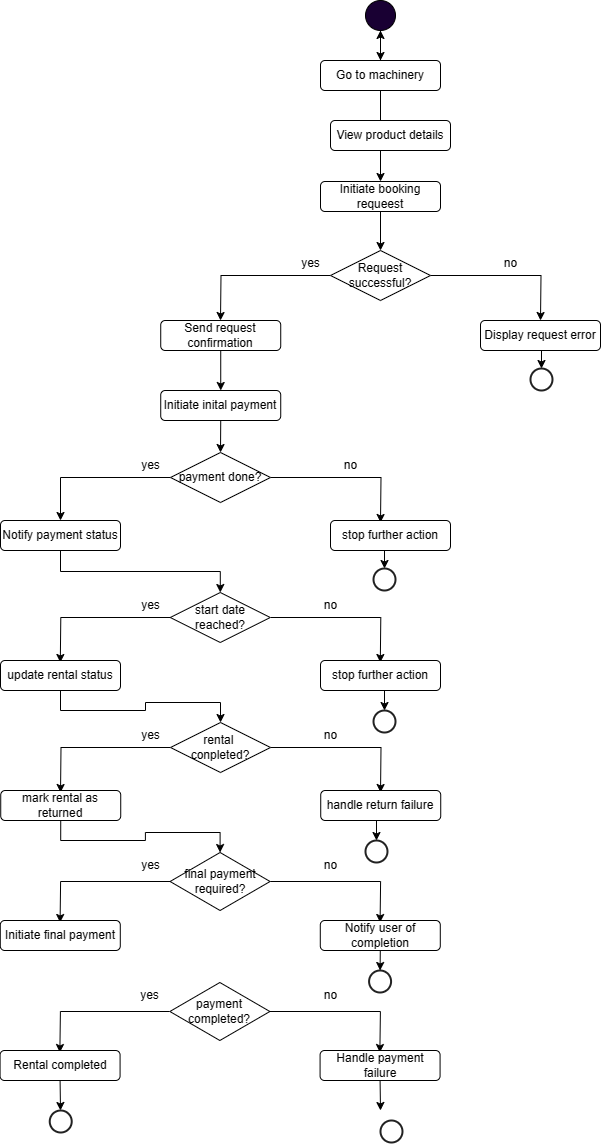 Go to machinery
View product details
Initiate booking
requeest
yes
Request
successful?
no
Send request
confirmation
Display request error
Initiate inital payment
yes
payment done?
no
Notify payment status
stop further action
yes
start date
reached?
no
update rental status
stop further action
yes
rental
conpleted?
no
mark rental as
returned
handle return failure
yes
final payment
required?
no
Initiate final payment
Notify user of
completion
yes
payment
completed?
no
Rental completed
Handle payment
failure